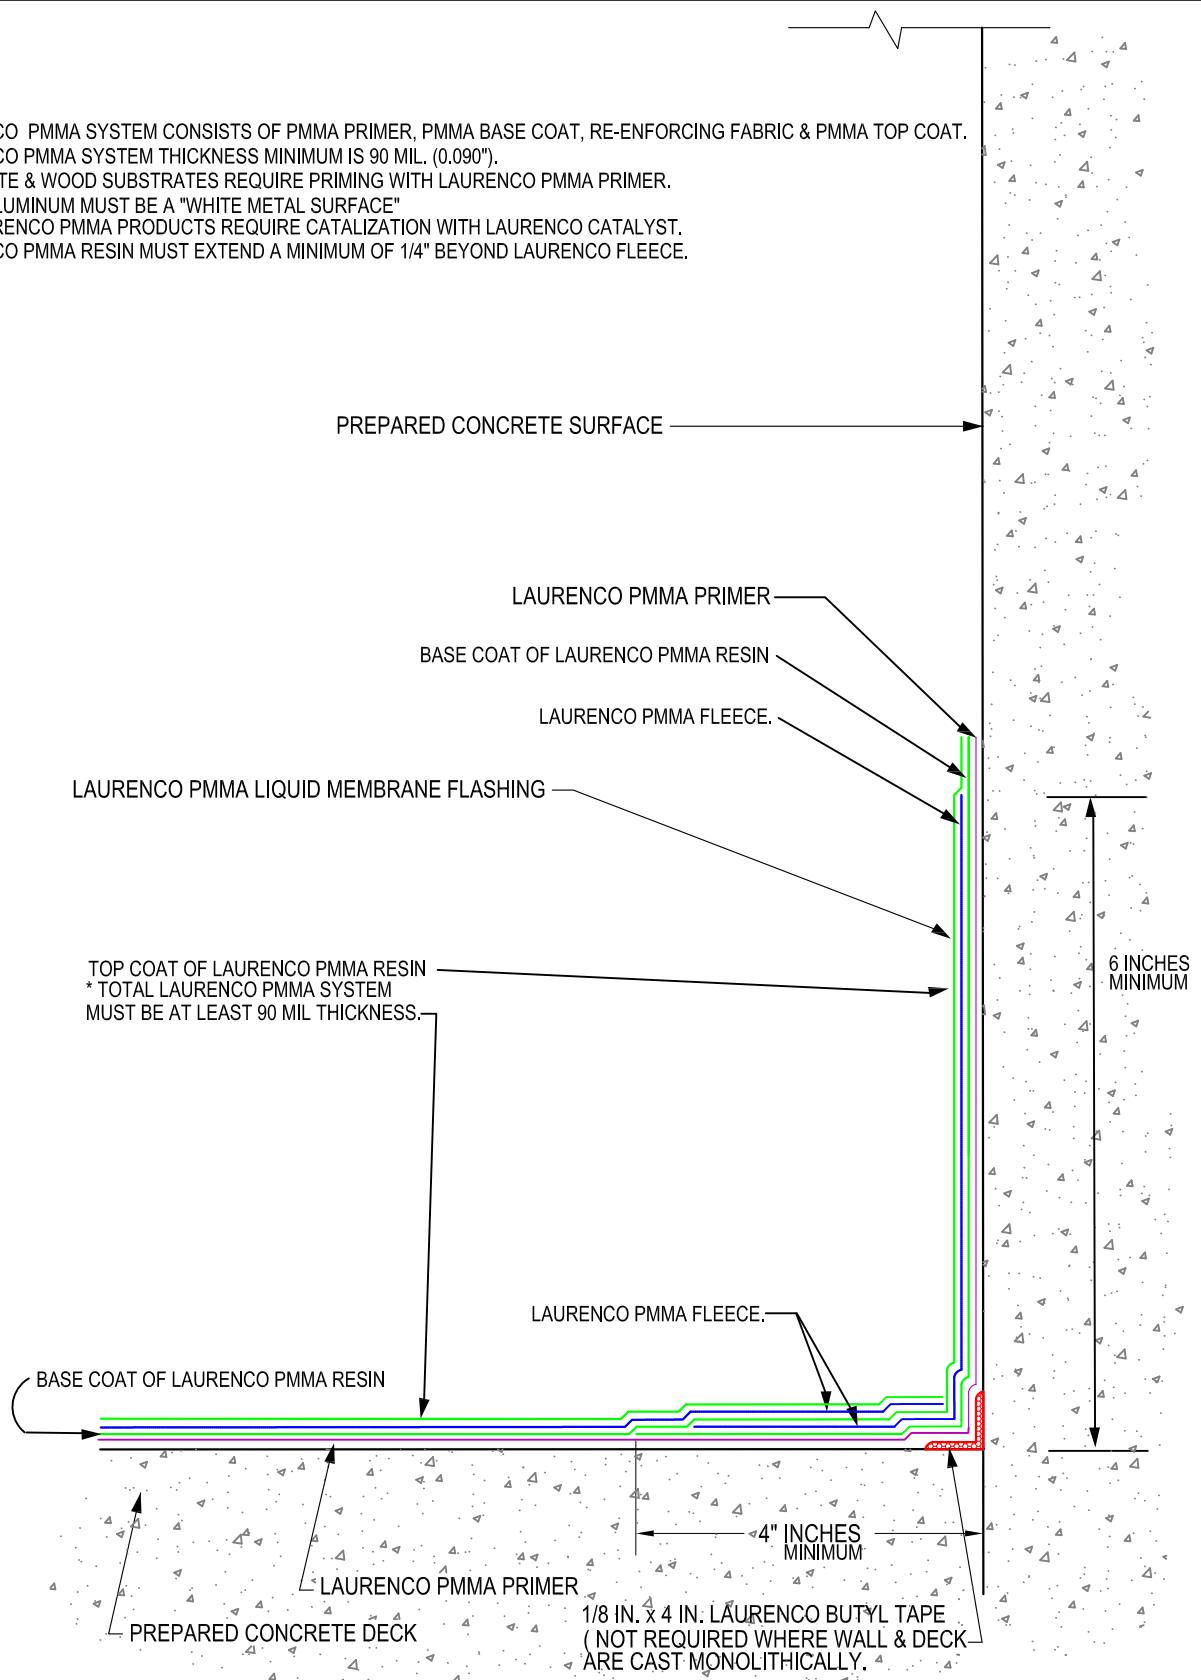 CO PMMA SYSTEM CONSISTS OF PMMA PRIMER, PMMA BASE COAT, RE-ENFORCING FABRIC & PMMA TOP COAT.
CO PMMA SYSTEM THICKNESS MINIMUM IS 90 MIL. (0.090").
TE & WOOD SUBSTRATES REQUIRE PRIMING WITH LAURENCO PMMA PRIMER.
LUMINUM MUST BE A "WHITE METAL SURFACE"
RENCO PMMA PRODUCTS REQUIRE CATALIZATION WITH LAURENCO CATALYST.
CO PMMA RESIN MUST EXTEND A MINIMUM OF 1/4" BEYOND LAURENCO FLEECE.
PREPARED CONCRETE SURFACE
LAURENCO PMMA PRIMER
BASE COAT OF LAURENCO PMMA RESIN
LAURENCO PMMA FLEECE.
LAURENCO PMMA LIQUID MEMBRANE FLASHING
TOP COAT OF LAURENCO PMMA RESIN
* TOTAL LAURENCO PMMA SYSTEM
MUST BE AT LEAST 90 MIL THICKNESS.
6 INCHES
MINIMUM
LAURENCO PMMA FLEECE.
BASE COAT OF LAURENCO PMMA RESIN
4" INCHES
MINIMUM
LAURENCO PMMA PRIMER
PREPARED CONCRETE DECK
1/8 IN. x 4 IN. LAURENCO BUTYL TAPE
( NOT REQUIRED WHERE WALL & DECK
ARE CAST MONOLITHICALLY.